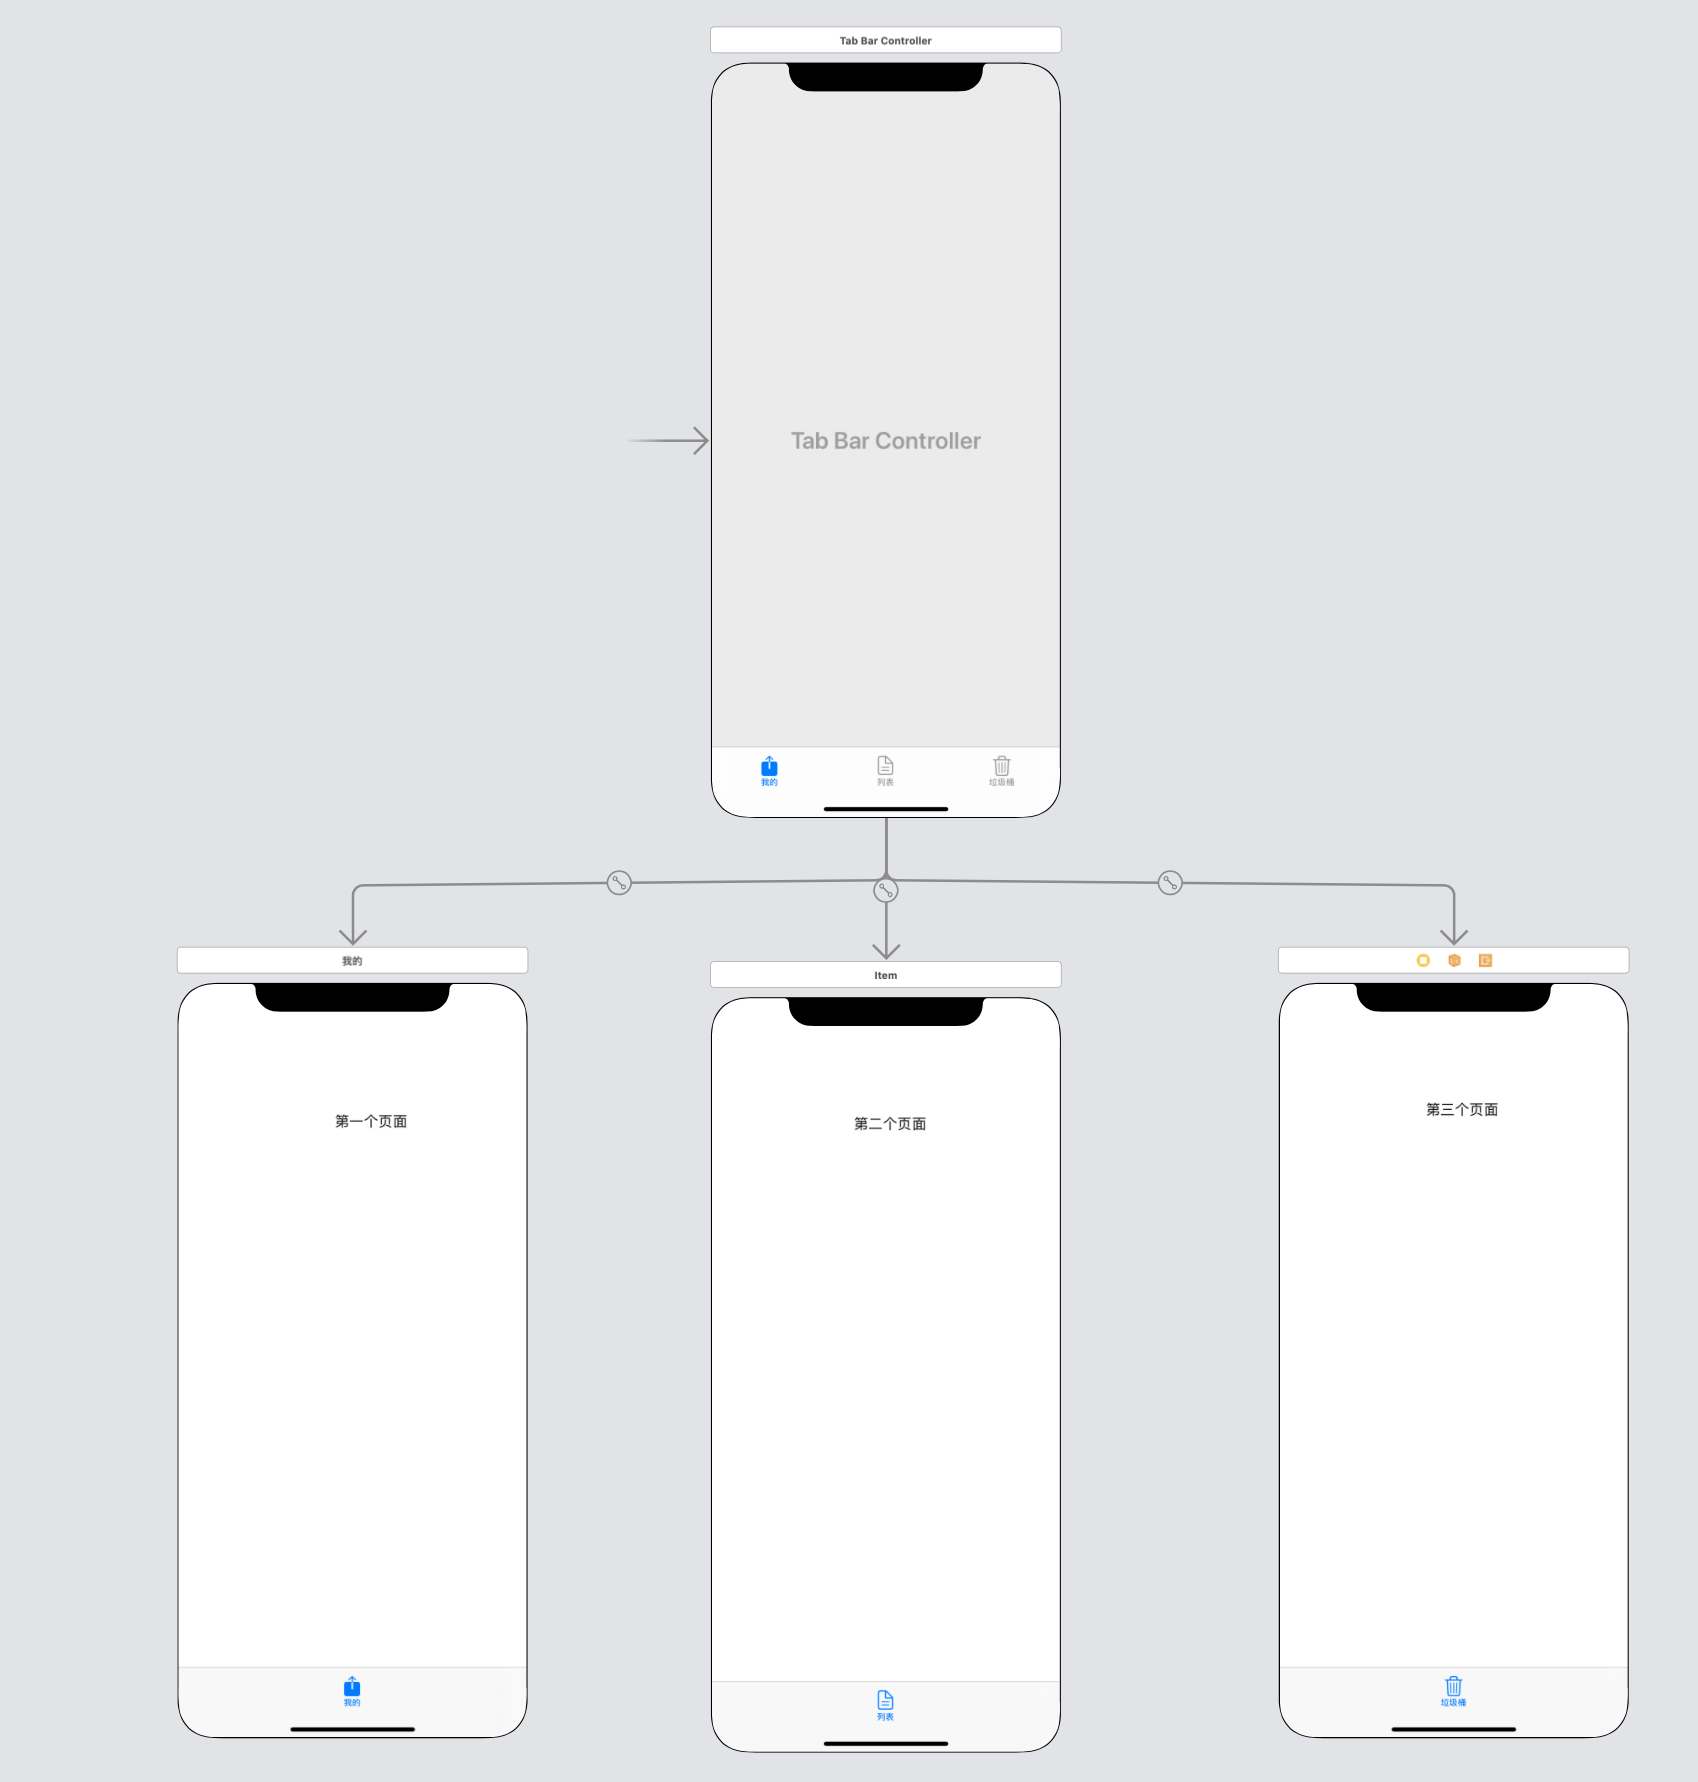 Tab Bar Controller
Tab Bar Controller
我的
列表
垃圾桶
我的
Item
第一个页面
第二个页面
第三个页面
我的
列表
垃圾桶